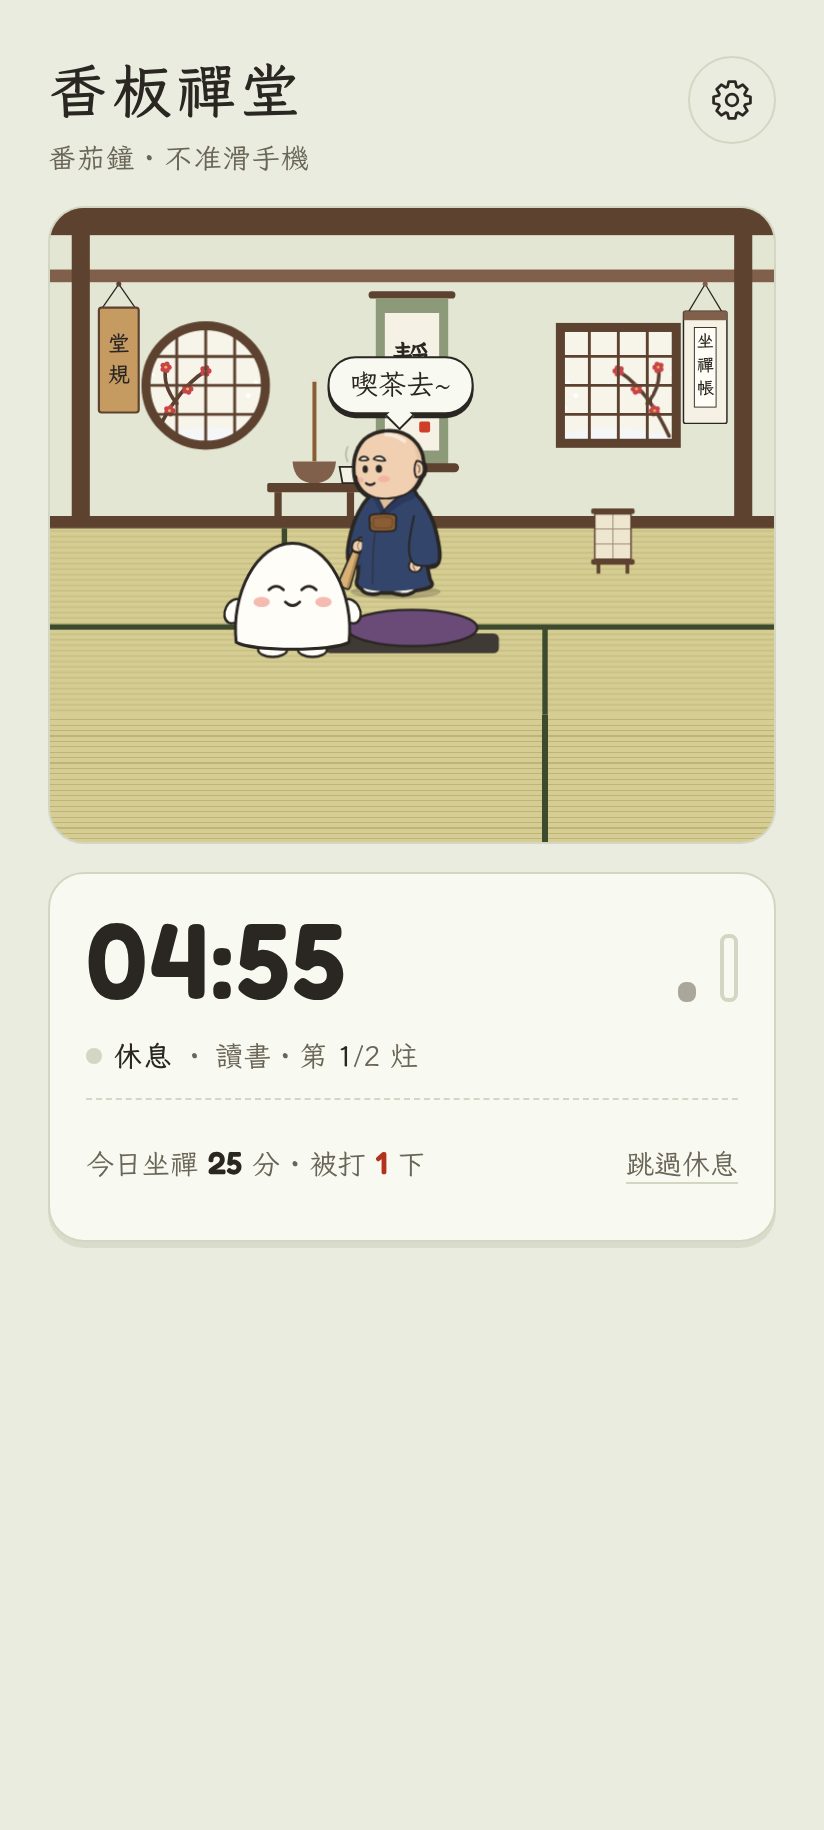 香板禪堂
番茄鐘・不准滑手機
堂規
坐禪帳
喫茶去~
04:55
休息・讀書・第 1/2 炷
今日坐禪 25 分・被打 1 下
跳過休息